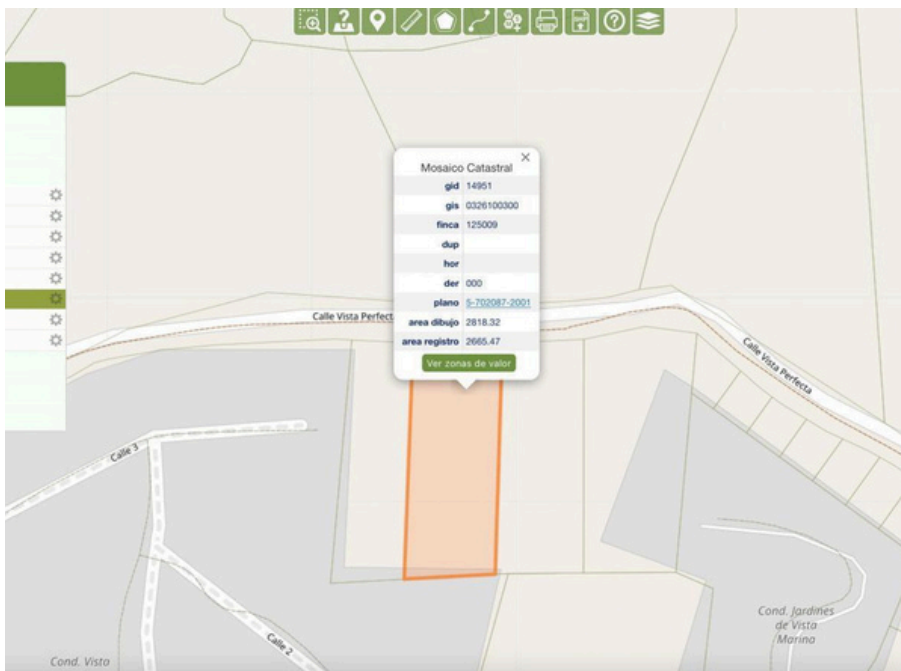 Mosaico Catastral
gid 14951
gis 0326100300
finca 125009
dup
hor
der 000
plano 5-702087-2001
area dibujo 2818.32
area registro 2665.47
Ver zonas de valor
Calle Vista Perfect
Calle Vista Perfecta
Calle 3
Calle 2
Cond. Vista
Cond. Jardines
de Vista
Marina